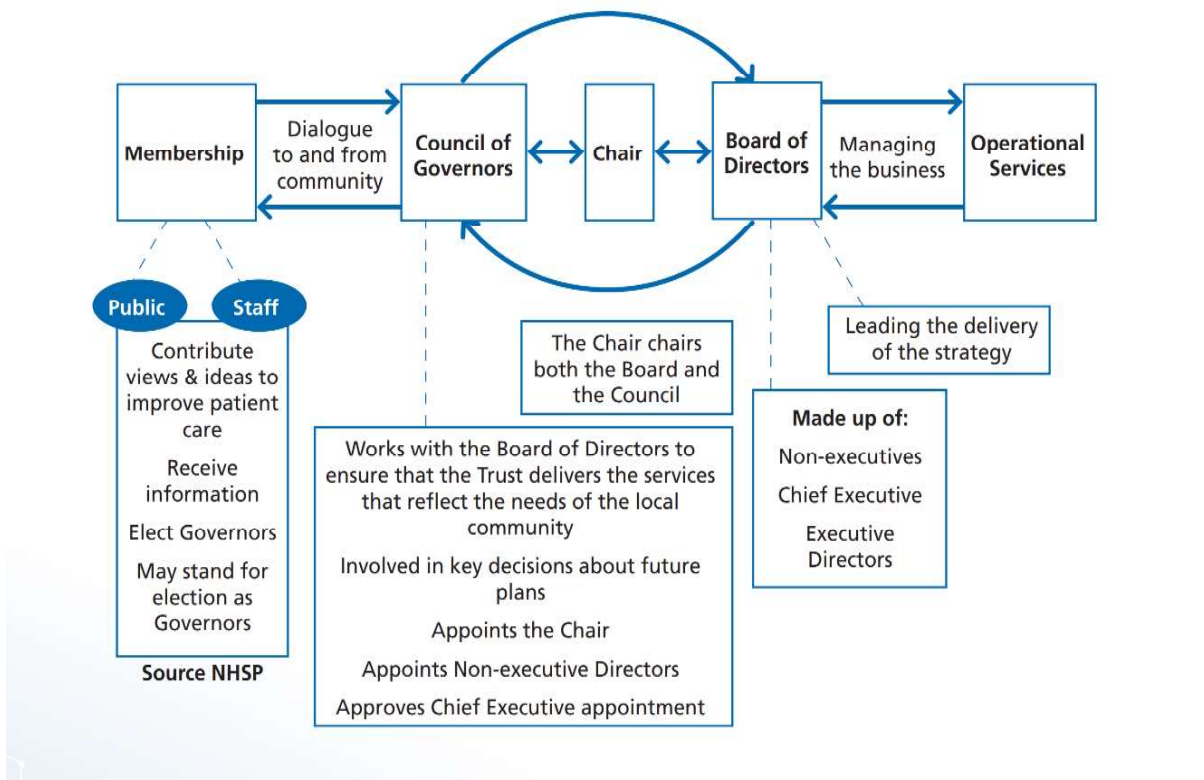 Membership
Dialogue
to and from
community
Council of
Governors
Chair
Board of
Directors
Managing
the business
Operational
Services
Public
Staff
Contribute
views & ideas to
improve patient
care
Receive
information
Elect Governors
May stand for
election as
Governors
Source NHSP
The Chair chairs
both the Board and
the Council
Works with the Board of Directors to
ensure that the Trust delivers the services
that reflect the needs of the local
community
Involved in key decisions about future
plans
Appoints the Chair
Appoints Non-executive Directors
Approves Chief Executive appointment
Leading the delivery
of the strategy
Made up of:
Non-executives
Chief Executive
Executive
Directors